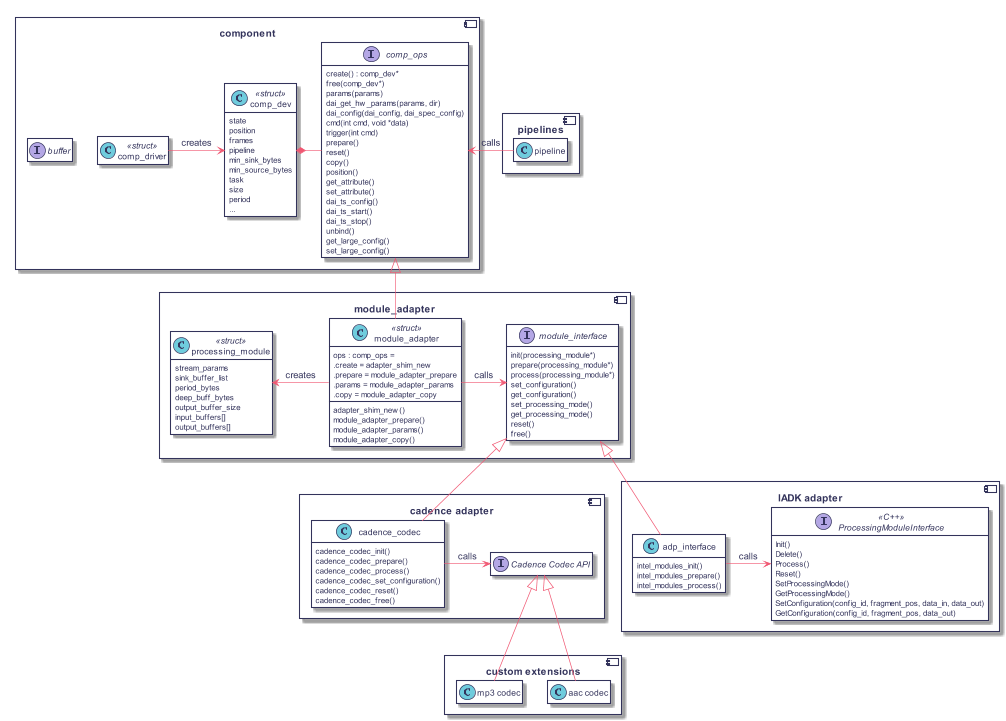 component
I
comp_ops
create() : comp_dev*
free(comp_dev*)
params(params)
dai_get_hw_params(params, dir)
dai_config(dai_config, dai_spec_config)
cmd(int cmd, void *data)
trigger(int cmd)
prepare()
reset()
copy()
position()
get_attribute()
set_attribute()
dai_ts_config()
dai_ts_start()
dai_ts_stop()
unbind()
get_large_config()
set_large_config()
C
«struct»
comp_dev
state
position
frames
pipeline
min_sink_bytes
min_source_bytes
task
size
period
...
I buffer
C
«struct»
comp_driver
creates
pipelines
C pipeline
calls
module_adapter
C
«struct»
processing_module
stream_params
sink_buffer_list
period_bytes
deep_buff_bytes
output_buffer_size
input_buffers[]
output_buffers[]
creates
C
«struct»
module_adapter
ops : comp_ops =
.create = adapter_shim_new
.prepare = module_adapter_prepare
.params = module_adapter_params
.copy = module_adapter_copy
adapter_shim_new ()
module_adapter_prepare()
module_adapter_params()
module_adapter_copy()
calls
I module_interface
init(processing_module*)
prepare(processing_module*)
process(processing_module*)
set_configuration()
get_configuration()
set_processing_mode()
get_processing_mode()
reset()
free()
cadence adapter
C cadence_codec
cadence_codec_init()
cadence_codec_prepare()
cadence_codec_process()
cadence_codec_set_configuration()
cadence_codec_reset()
cadence_codec_free()
calls
I Cadence Codec API
IADK adapter
C adp_interface
intel_modules_init()
intel_modules_prepare()
intel_modules_process()
calls
I
«C++»
ProcessingModuleInterface
Init()
Delete()
Process()
Reset()
SetProcessingMode()
GetProcessingMode()
SetConfiguration(config_id, fragment_pos, data_in, data_out)
GetConfiguration(config_id, fragment_pos, data_out)
custom extensions
C mp3 codec
C aac codec